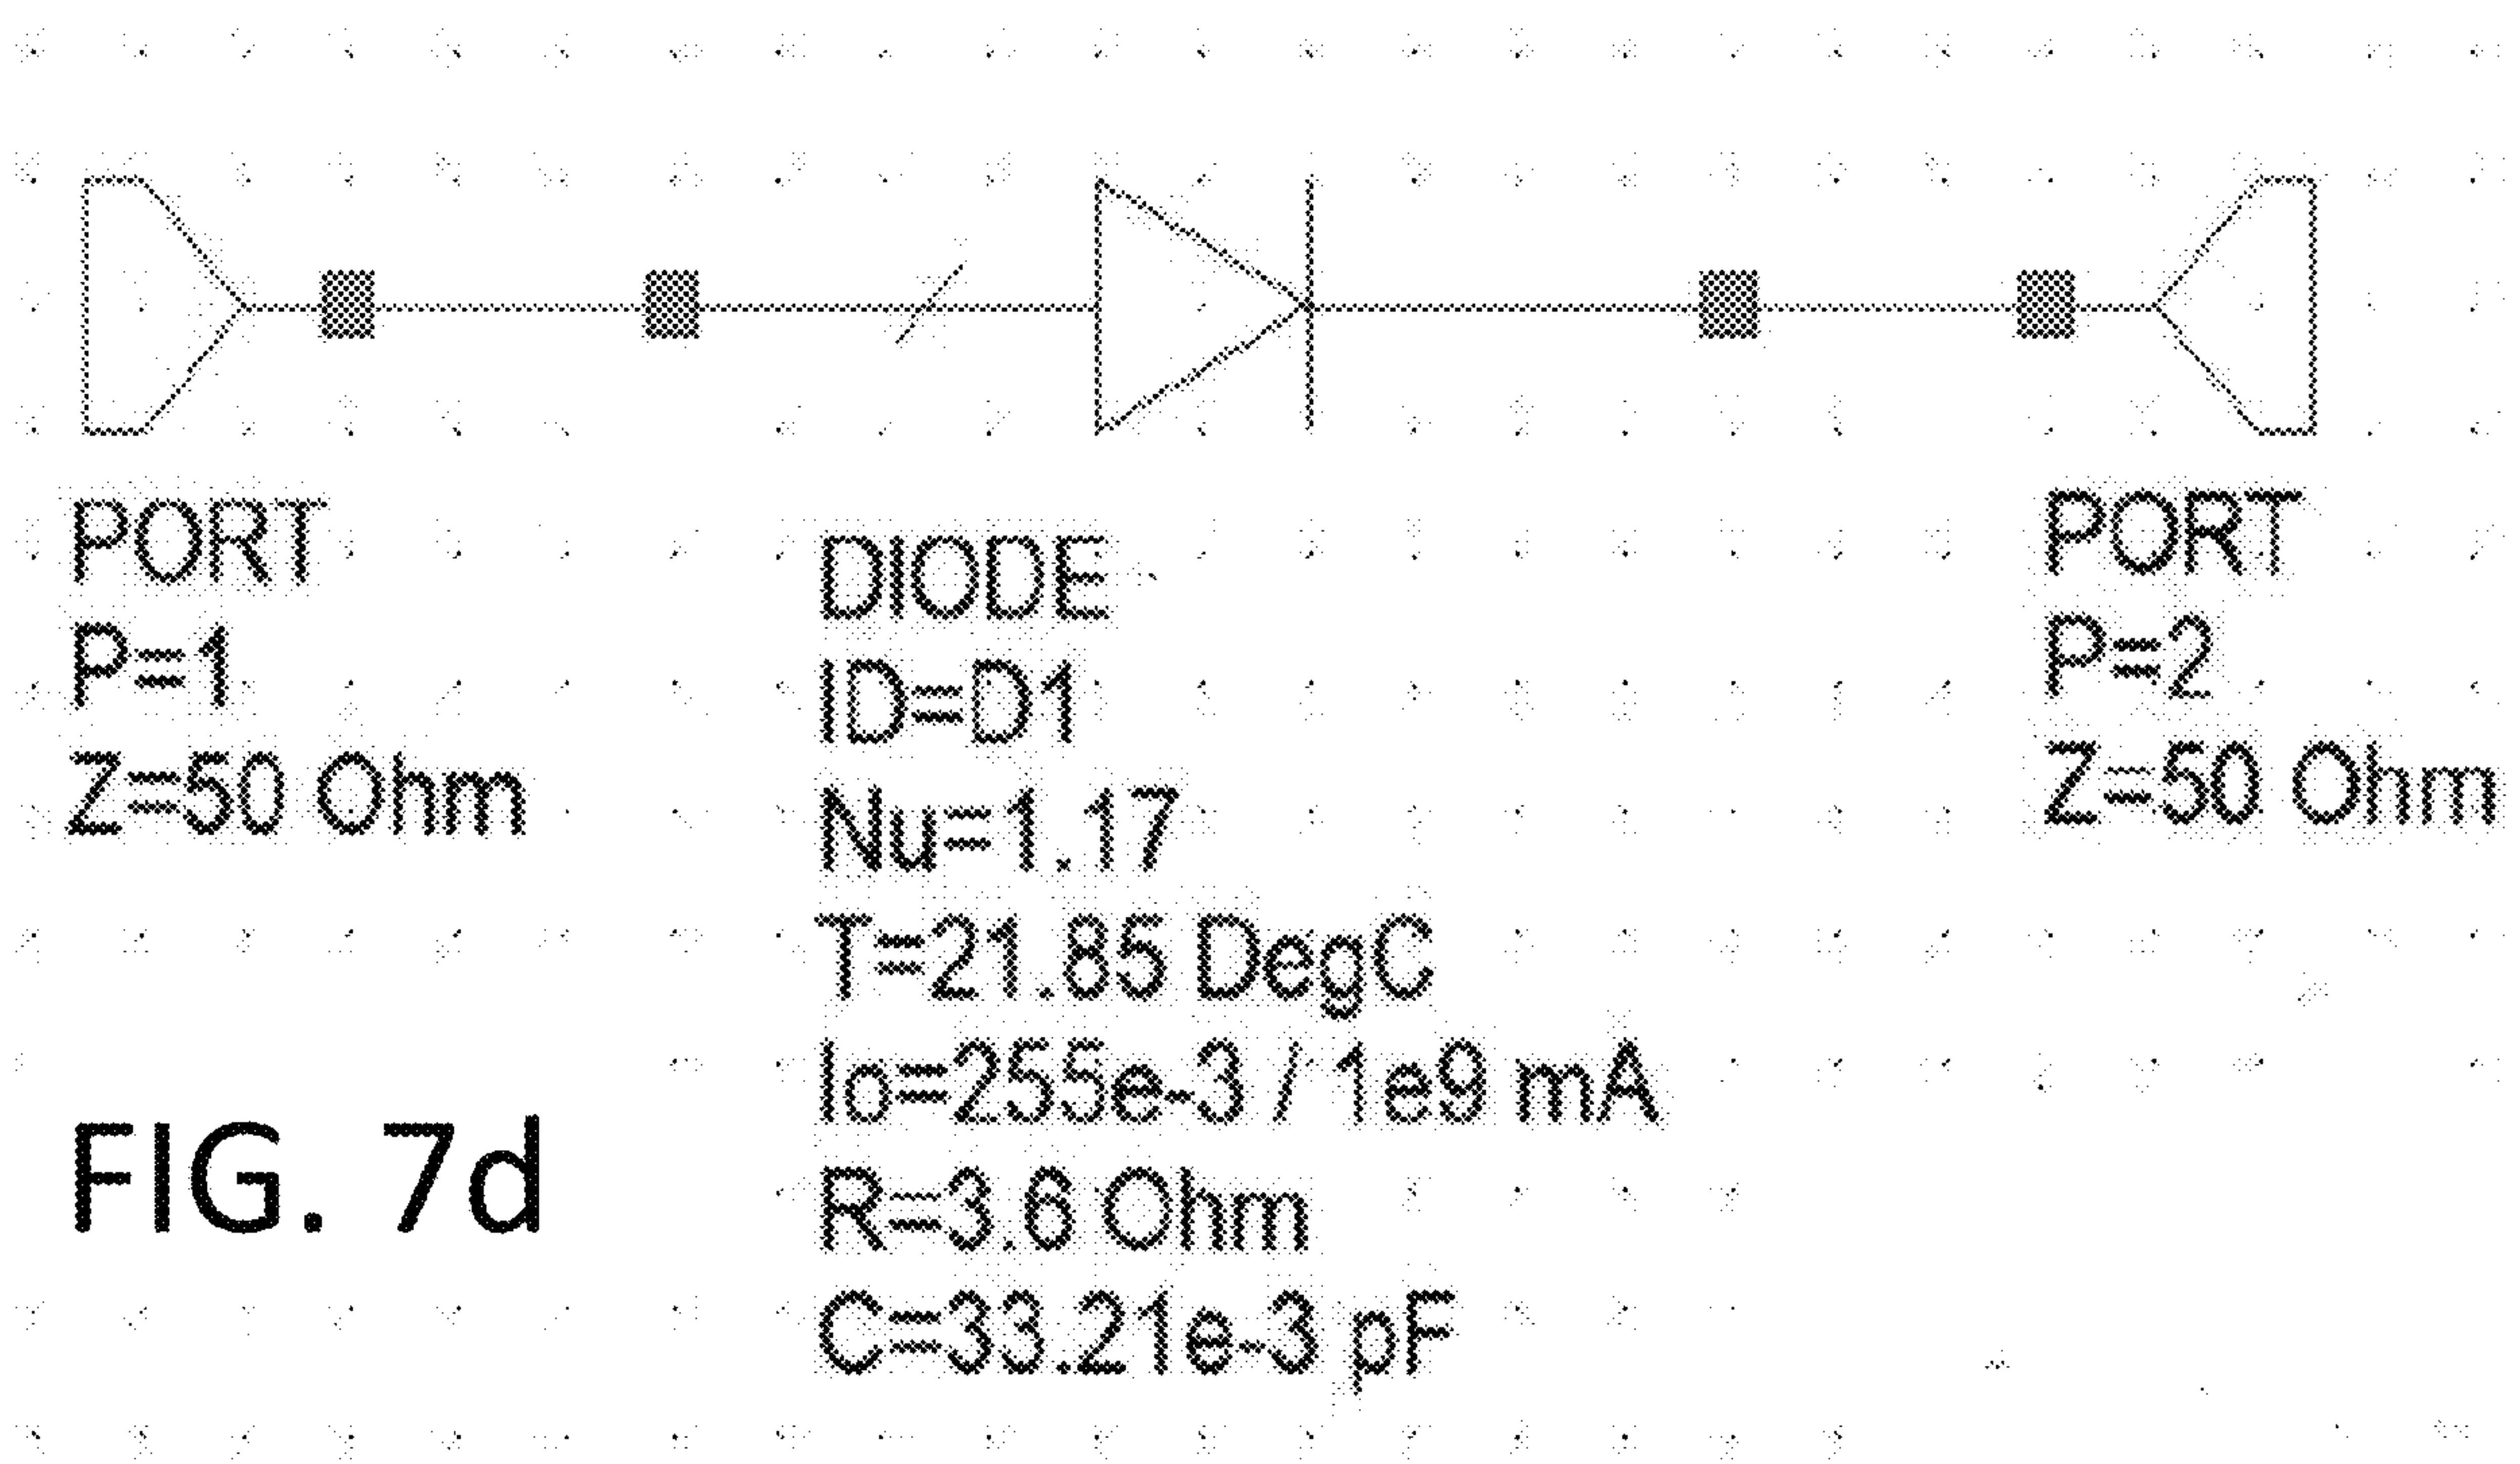 PORT
P=1
Z=50 Ohm
DIODE
ID=D1
Nu=1.17
T=21.85 DegC
Io=255e-3 / 1e9 mA
R=3.6 Ohm
C=33.21e-3 pF
PORT
P=2
Z=50 Ohm
FIG. 7d